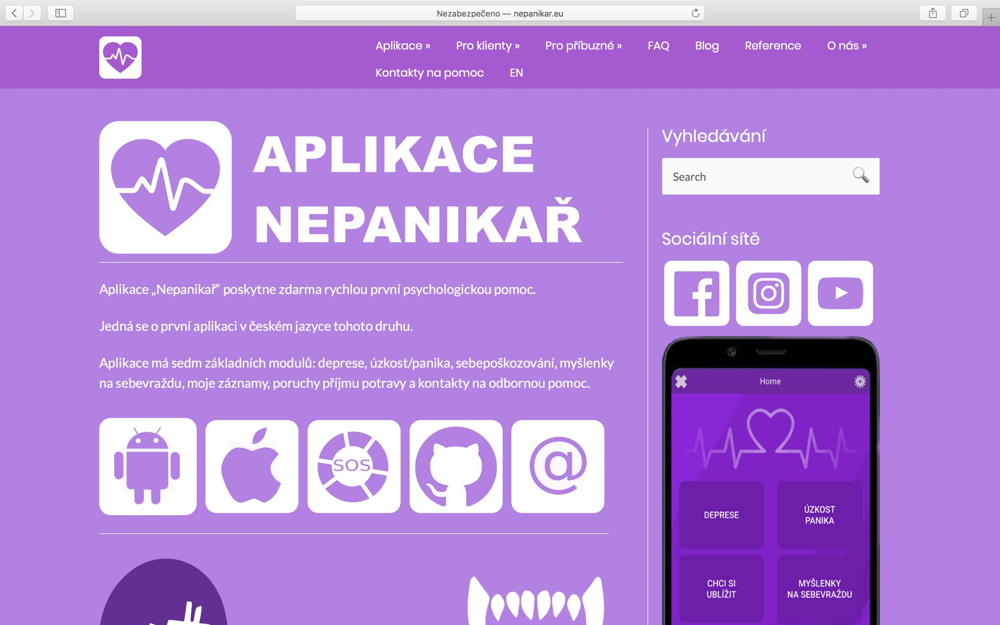 Nezabezpečeno — nepanikar.eu
Aplikace » Pro klienty » Pro příbuzné » FAQ Blog Reference O nás »
Kontakty na pomoc EN
APLIKACE
NEPANIKAŘ
Aplikace „Nepanikař“ poskytne zdarma rychlou první psychologickou pomoc.
Jedná se o první aplikaci v českém jazyce tohoto druhu.
Aplikace má sedm základních modulů: deprese, úzkost/panika, sebepoškozování, myšlenky
na sebevraždu, moje záznamy, poruchy příjmu potravy a kontakty na odbornou pomoc.
SOS
@
Vyhledávání
Search
Sociální sítě
Home
DEPRESE
ÚZKOST
PANIKA
CHCI SI
UBLÍŽIT
MYŠLENKY
NA SEBEVRAŽDU